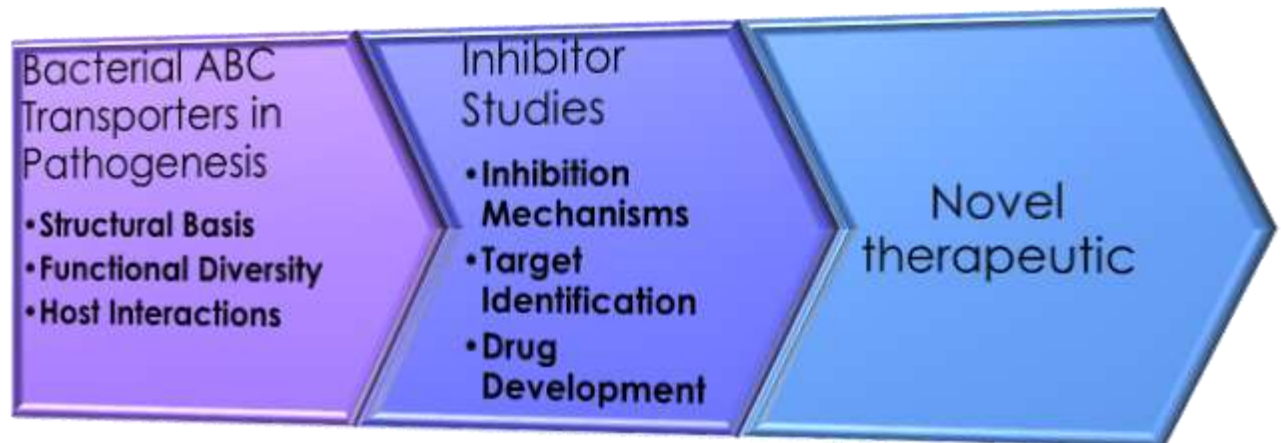 Bacterial ABC
Transporters in
Pathogenesis
•Structural Basis
•Functional Diversity
•Host Interactions
Inhibitor
Studies
•Inhibition
Mechanisms
•Target
Identification
•Drug
Development
Novel
therapeutic